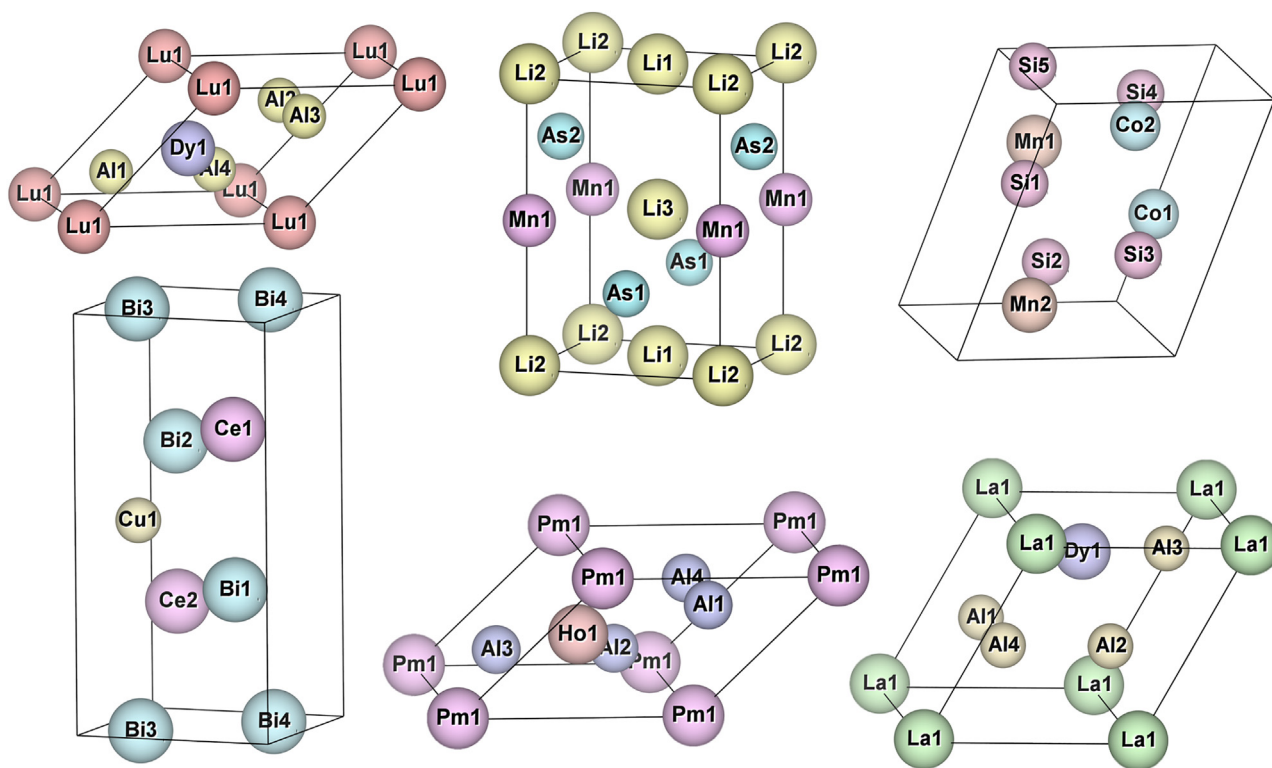 Lu1
Lu1
Lu1
Lu1
Al2
Al3
Dy1
Al1
Al4
Lu1
Lu1
Lu1
Lu1
Li2
Li2
Li1
Li2
Li2
As2
As2
Mn1
Mn1
Li3
Mn1
Mn1
As1
As1
Li2
Li2
Li1
Li2
Li2
Si5
Si4
Co2
Mn1
Si1
Co1
Si2
Si3
Mn2
Bi3
Bi4
Bi2
Ce1
Cu1
Ce2
Bi1
Bi3
Bi4
Pm1
Pm1
Pm1
Al4
Pm1
Al1
Ho1
Al3
Al2
Pm1
Pm1
Pm1
Pm1
La1
La1
La1
Dy1
Al3
La1
Al1
Al4
Al2
La1
La1
La1
La1